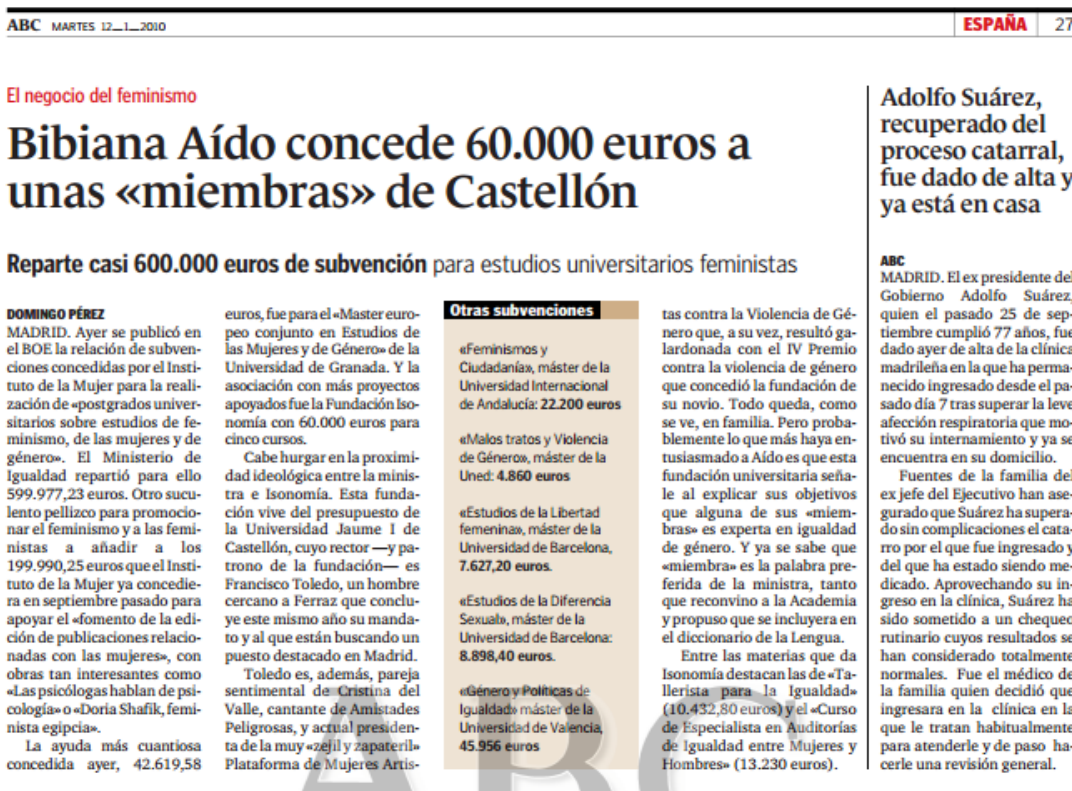 ABC MARTES 12_1_2010
ESPAÑA 27
El negocio del feminismo
Bibiana Aído concede 60.000 euros a
unas «miembras» de Castellón
Reparte casi 600.000 euros de subvención para estudios universitarios feministas
DOMINGO PÉREZ
MADRID. Ayer se publicó en
el BOE la relación de subven-
ciones concedidas por el Insti-
tuto de la Mujer para la reali-
zación de «postgrados univer-
sitarios sobre estudios de fe-
minismo, de las mujeres y de
género». El Ministerio de
Igualdad repartió para ello
599.977,23 euros. Otro sucu-
lento pellizco para promocio-
nar el feminismo y a las femi-
nistas a añadir a los
199.990,25 euros que el Insti-
tuto de la Mujer ya concedie-
ra en septiembre pasado para
apoyar el «fomento de la edi-
ción de publicaciones relacio-
nadas con las mujeres», con
obras tan interesantes como
«Las psicólogas hablan de psi-
cología» o «Doria Shafik, femi-
nista egipcia».
La ayuda más cuantiosa
concedida ayer, 42.619,58
euros, fue para el «Master euro-
peo conjunto en Estudios de
las Mujeres y de Género» de la
Universidad de Granada. Y la
asociación con más proyectos
apoyados fue la Fundación Iso-
nomía con 60.000 euros para
cinco cursos.
Cabe hurgar en la proximi-
dad ideológica entre la minis-
tra e Isonomía. Esta funda-
ción vive del presupuesto de
la Universidad Jaume I de
Castellón, cuyo rector —y pa-
trono de la fundación— es
Francisco Toledo, un hombre
cercano a Ferraz que conclu-
ye este mismo año su manda-
to y al que están buscando un
puesto destacado en Madrid.
Toledo es, además, pareja
sentimental de Cristina del
Valle, cantante de Amistades
Peligrosas, y actual presiden-
ta de la muy «zejil y zapateril»
Plataforma de Mujeres Artis-
Otras subvenciones
«Feminismos y
Ciudadanía», máster de la
Universidad Internacional
de Andalucía: 22.200 euros
«Malos tratos y Violencia
de Género», máster de la
Uned: 4.860 euros
«Estudios de la Libertad
femenina», máster de la
Universidad de Barcelona,
7.627,20 euros.
«Estudios de la Diferencia
Sexual», máster de la
Universidad de Barcelona:
8.898,40 euros.
«Género y Políticas de
Igualdad» máster de la
Universidad de Valencia,
45.956 euros
tas contra la Violencia de Gé-
nero que, a su vez, resultó ga-
lardonada con el IV Premio
contra la violencia de género
que concedió la fundación de
su novio. Todo queda, como
se ve, en familia. Pero proba-
blemente lo que más haya en-
tusiasmado a Aído es que esta
fundación universitaria seña-
le al explicar sus objetivos
que alguna de sus «miem-
bras» es experta en igualdad
de género. Y ya se sabe que
«miembra» es la palabra pre-
ferida de la ministra, tanto
que reconvino a la Academia
y propuso que se incluyera en
el diccionario de la Lengua.
Entre las materias que da
Isonomía destacan las de «Ta-
llerista para la Igualdad»
(10.432,80 euros) y el «Curso
de Especialista en Auditorías
de Igualdad entre Mujeres y
Hombres» (13.230 euros).
Adolfo Suárez,
recuperado del
proceso catarral,
fue dado de alta y
ya está en casa
ABC
MADRID. El ex presidente del
Gobierno Adolfo Suárez,
quien el pasado 25 de sep-
tiembre cumplió 77 años, fue
dado ayer de alta de la clínica
madrileña en la que ha perma-
necido ingresado desde el pa-
sado día 7 tras superar la leve
afección respiratoria que mo-
tivó su internamiento y ya se
encuentra en su domicilio.
Fuentes de la familia del
ex jefe del Ejecutivo han ase-
gurado que Suárez ha supera-
do sin complicaciones el cata-
rro por el que fue ingresado y
del que ha estado siendo me-
dicado. Aprovechando su in-
greso en la clínica, Suárez ha
sido sometido a un chequeo
rutinario cuyos resultados se
han considerado totalmente
normales. Fue el médico de
la familia quien decidió que
ingresara en la clínica en la
que le tratan habitualmente
para atenderle y de paso ha-
cerle una revisión general.
ABC